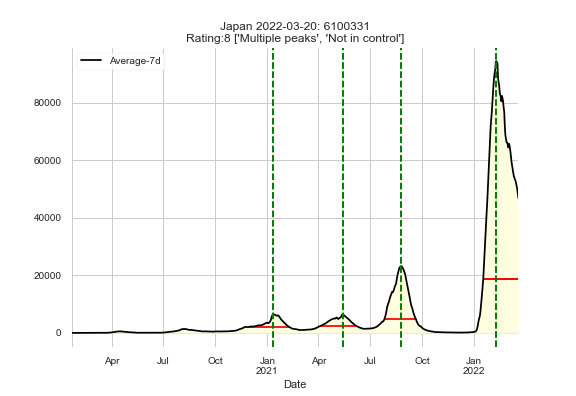 Japan 2022-03-20: 6100331
Rating:8 ['Multiple peaks', 'Not in control']
Average-7d
80000
60000
40000
20000
0
Apr Jul Oct Jan Apr Jul Oct Jan
2021 2022
Date